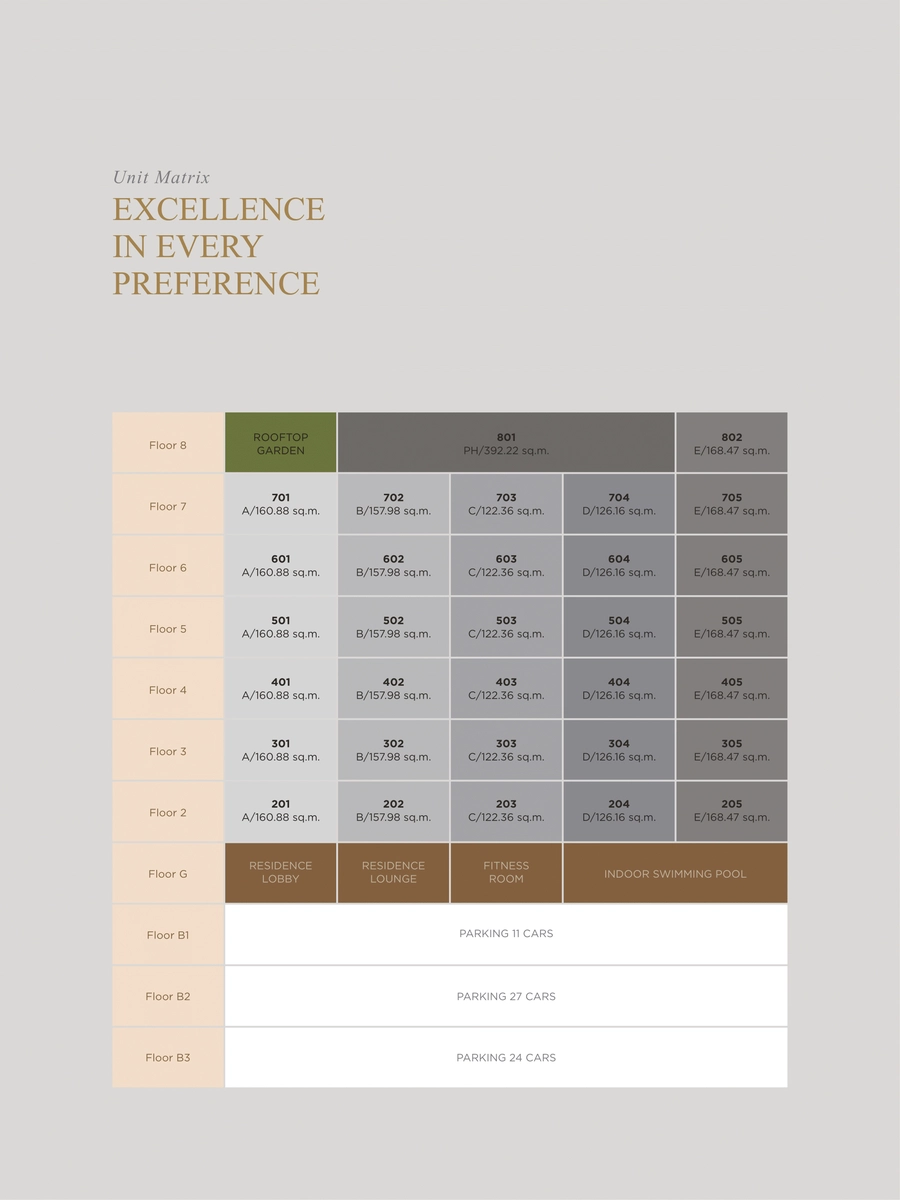 Unit Matrix
EXCELLENCE
IN EVERY
PREFERENCE
Floor 8
ROOFTOP
GARDEN
801
PH/392.22 sq.m.
802
E/168.47 sq.m.
Floor 7
701
A/160.88 sq.m.
702
B/157.98 sq.m.
703
C/122.36 sq.m.
704
D/126.16 sq.m.
705
E/168.47 sq.m.
Floor 6
601
A/160.88 sq.m.
602
B/157.98 sq.m.
603
C/122.36 sq.m.
604
D/126.16 sq.m.
605
E/168.47 sq.m.
Floor 5
501
A/160.88 sq.m.
502
B/157.98 sq.m.
503
C/122.36 sq.m.
504
D/126.16 sq.m.
505
E/168.47 sq.m.
Floor 4
401
A/160.88 sq.m.
402
B/157.98 sq.m.
403
C/122.36 sq.m.
404
D/126.16 sq.m.
405
E/168.47 sq.m.
Floor 3
301
A/160.88 sq.m.
302
B/157.98 sq.m.
303
C/122.36 sq.m.
304
D/126.16 sq.m.
305
E/168.47 sq.m.
Floor 2
201
A/160.88 sq.m.
202
B/157.98 sq.m.
203
C/122.36 sq.m.
204
D/126.16 sq.m.
205
E/168.47 sq.m.
Floor G
RESIDENCE
LOBBY
RESIDENCE
LOUNGE
FITNESS
ROOM
INDOOR SWIMMING POOL
Floor B1
PARKING 11 CARS
Floor B2
PARKING 27 CARS
Floor B3
PARKING 24 CARS